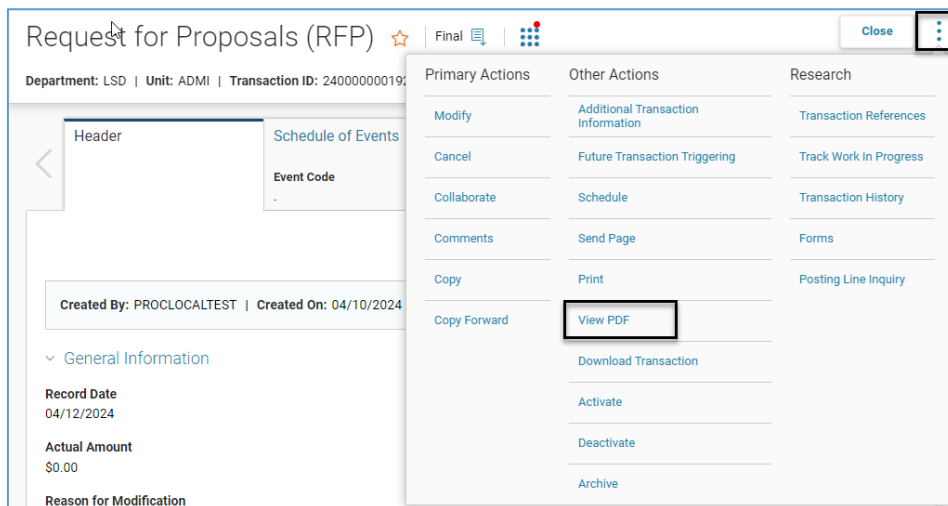 Request for Proposals (RFP)
Final
Close
Department: LSD | Unit: ADMI | Transaction ID: 24000000019
Primary Actions
Modify
Cancel
Collaborate
Comments
Copy
Copy Forward
Other Actions
Additional Transaction
Information
Future Transaction Triggering
Schedule
Send Page
Print
View PDF
Download Transaction
Activate
Deactivate
Archive
Research
Transaction References
Track Work In Progress
Transaction History
Forms
Posting Line Inquiry
Header
Schedule of Events
Event Code
-
Created By: PROCLOCALTEST | Created On: 04/10/2024
General Information
Record Date
04/12/2024
Actual Amount
$0.00
Reason for Modification